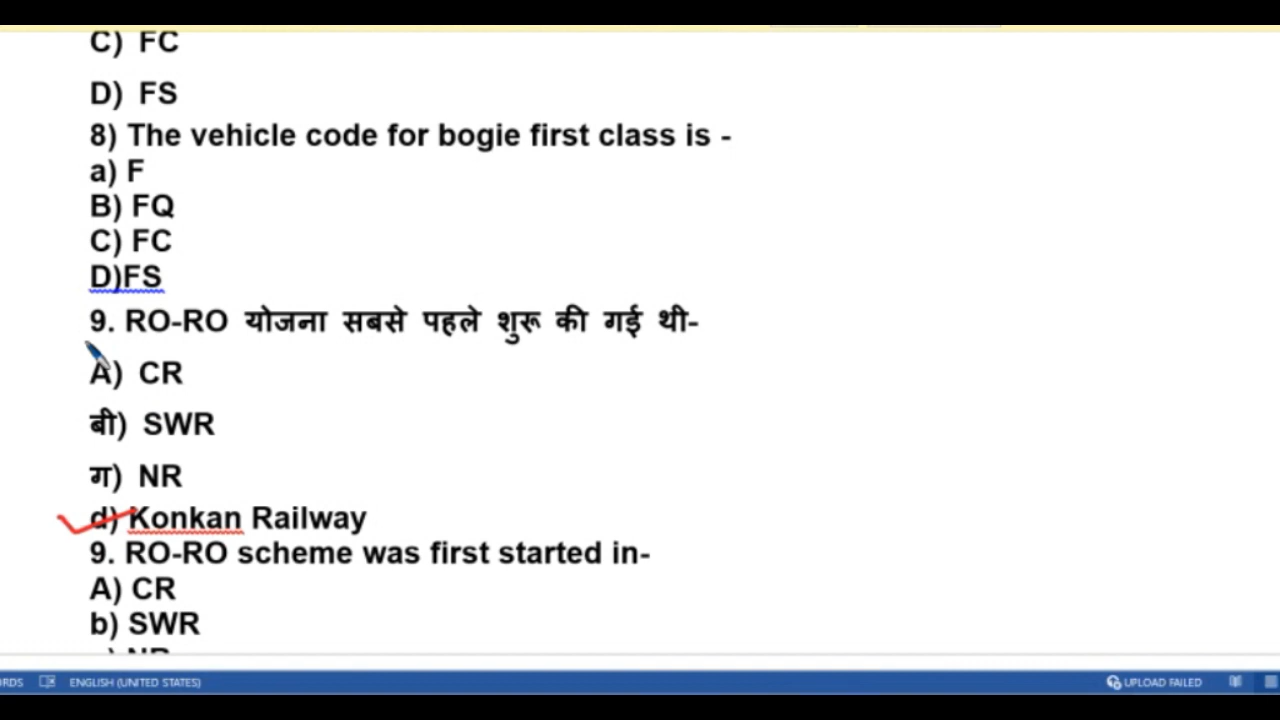 C) FC
D) FS
8) The vehicle code for bogie first class is -
a) F
B) FQ
C) FC
D)FS
9. RO-RO योजना सबसे पहले शुरू की गई थी-
A) CR
बी) SWR
ग) NR
d) Konkan Railway
9. RO-RO scheme was first started in-
A) CR
b) SWR
NR
ENGLISH (UNITED STATES)
UPLOAD FAILED